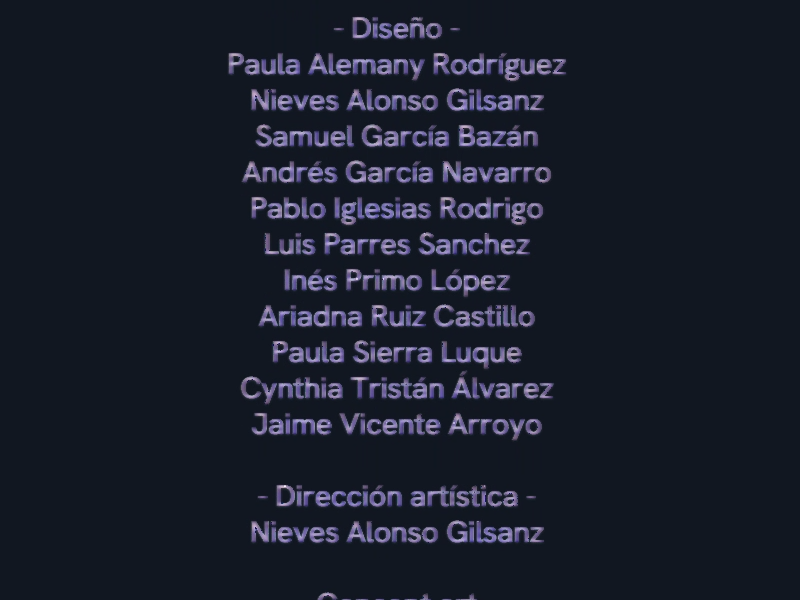 - Diseño -
Paula Alemany Rodríguez
Nieves Alonso Gilsanz
Samuel García Bazán
Andrés García Navarro
Pablo Iglesias Rodrigo
Luis Parres Sanchez
Inés Primo López
Ariadna Ruiz Castillo
Paula Sierra Luque
Cynthia Tristán Álvarez
Jaime Vicente Arroyo
- Dirección artística -
Nieves Alonso Gilsanz